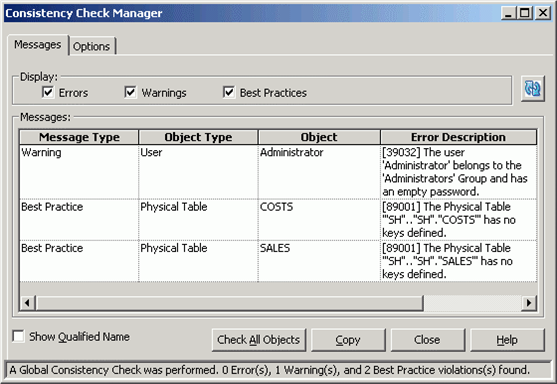 Consistency Check Manager
Messages Options
Display:
Errors Warnings Best Practices
Messages:
Message Type Object Type Object Error Description
Warning User Administrator [39032] The user
'Administrator' belongs to the
'Administrators' Group and has
an empty password.
Best Practice Physical Table COSTS [89001] The Physical Table
'"SH".."SH"."COSTS"' has no
keys defined.
Best Practice Physical Table SALES [89001] The Physical Table
'"SH".."SH"."SALES"' has no
keys defined.
Show Qualified Name Check All Objects Copy Close Help
A Global Consistency Check was performed. 0 Error(s), 1 Warning(s), and 2 Best Practice violations(s) found.